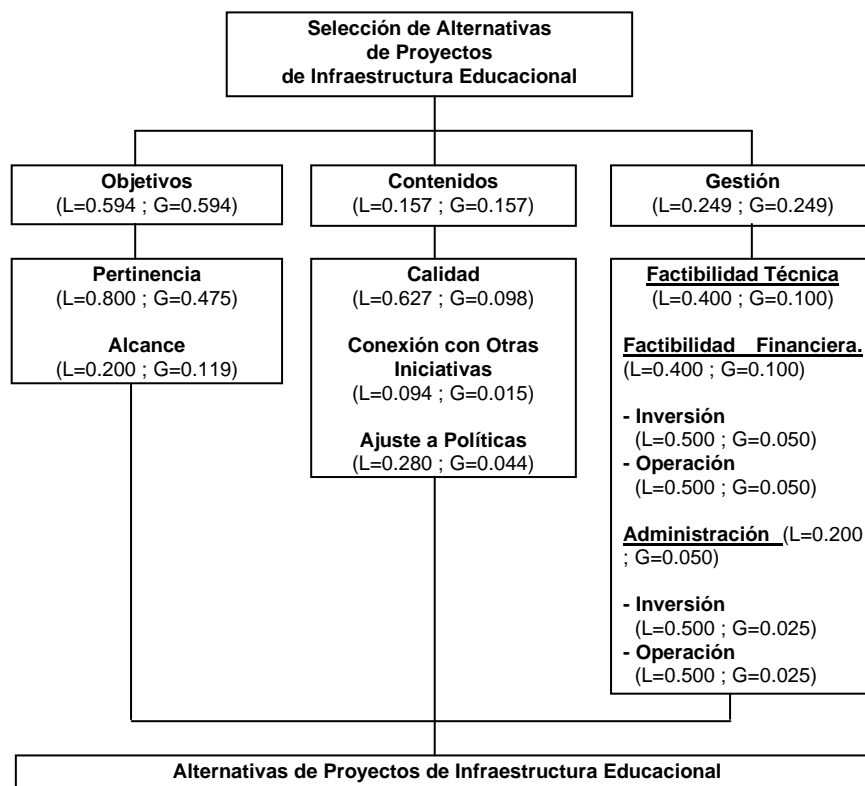 Selección de Alternativas
de Proyectos
de Infraestructura Educacional
Objetivos
(L=0.594 ; G=0.594)
Contenidos
(L=0.157 ; G=0.157)
Gestión
(L=0.249 ; G=0.249)
Pertinencia
(L=0.800 ; G=0.475)
Alcance
(L=0.200 ; G=0.119)
Calidad
(L=0.627 ; G=0.098)
Conexión con Otras
Iniciativas
(L=0.094 ; G=0.015)
Ajuste a Políticas
(L=0.280 ; G=0.044)
Factibilidad Técnica
(L=0.400 ; G=0.100)
Factibilidad Financiera.
(L=0.400 ; G=0.100)
- Inversión
(L=0.500 ; G=0.050)
- Operación
(L=0.500 ; G=0.050)
Administración (L=0.200
; G=0.050)
- Inversión
(L=0.500 ; G=0.025)
- Operación
(L=0.500 ; G=0.025)
Alternativas de Proyectos de Infraestructura Educacional